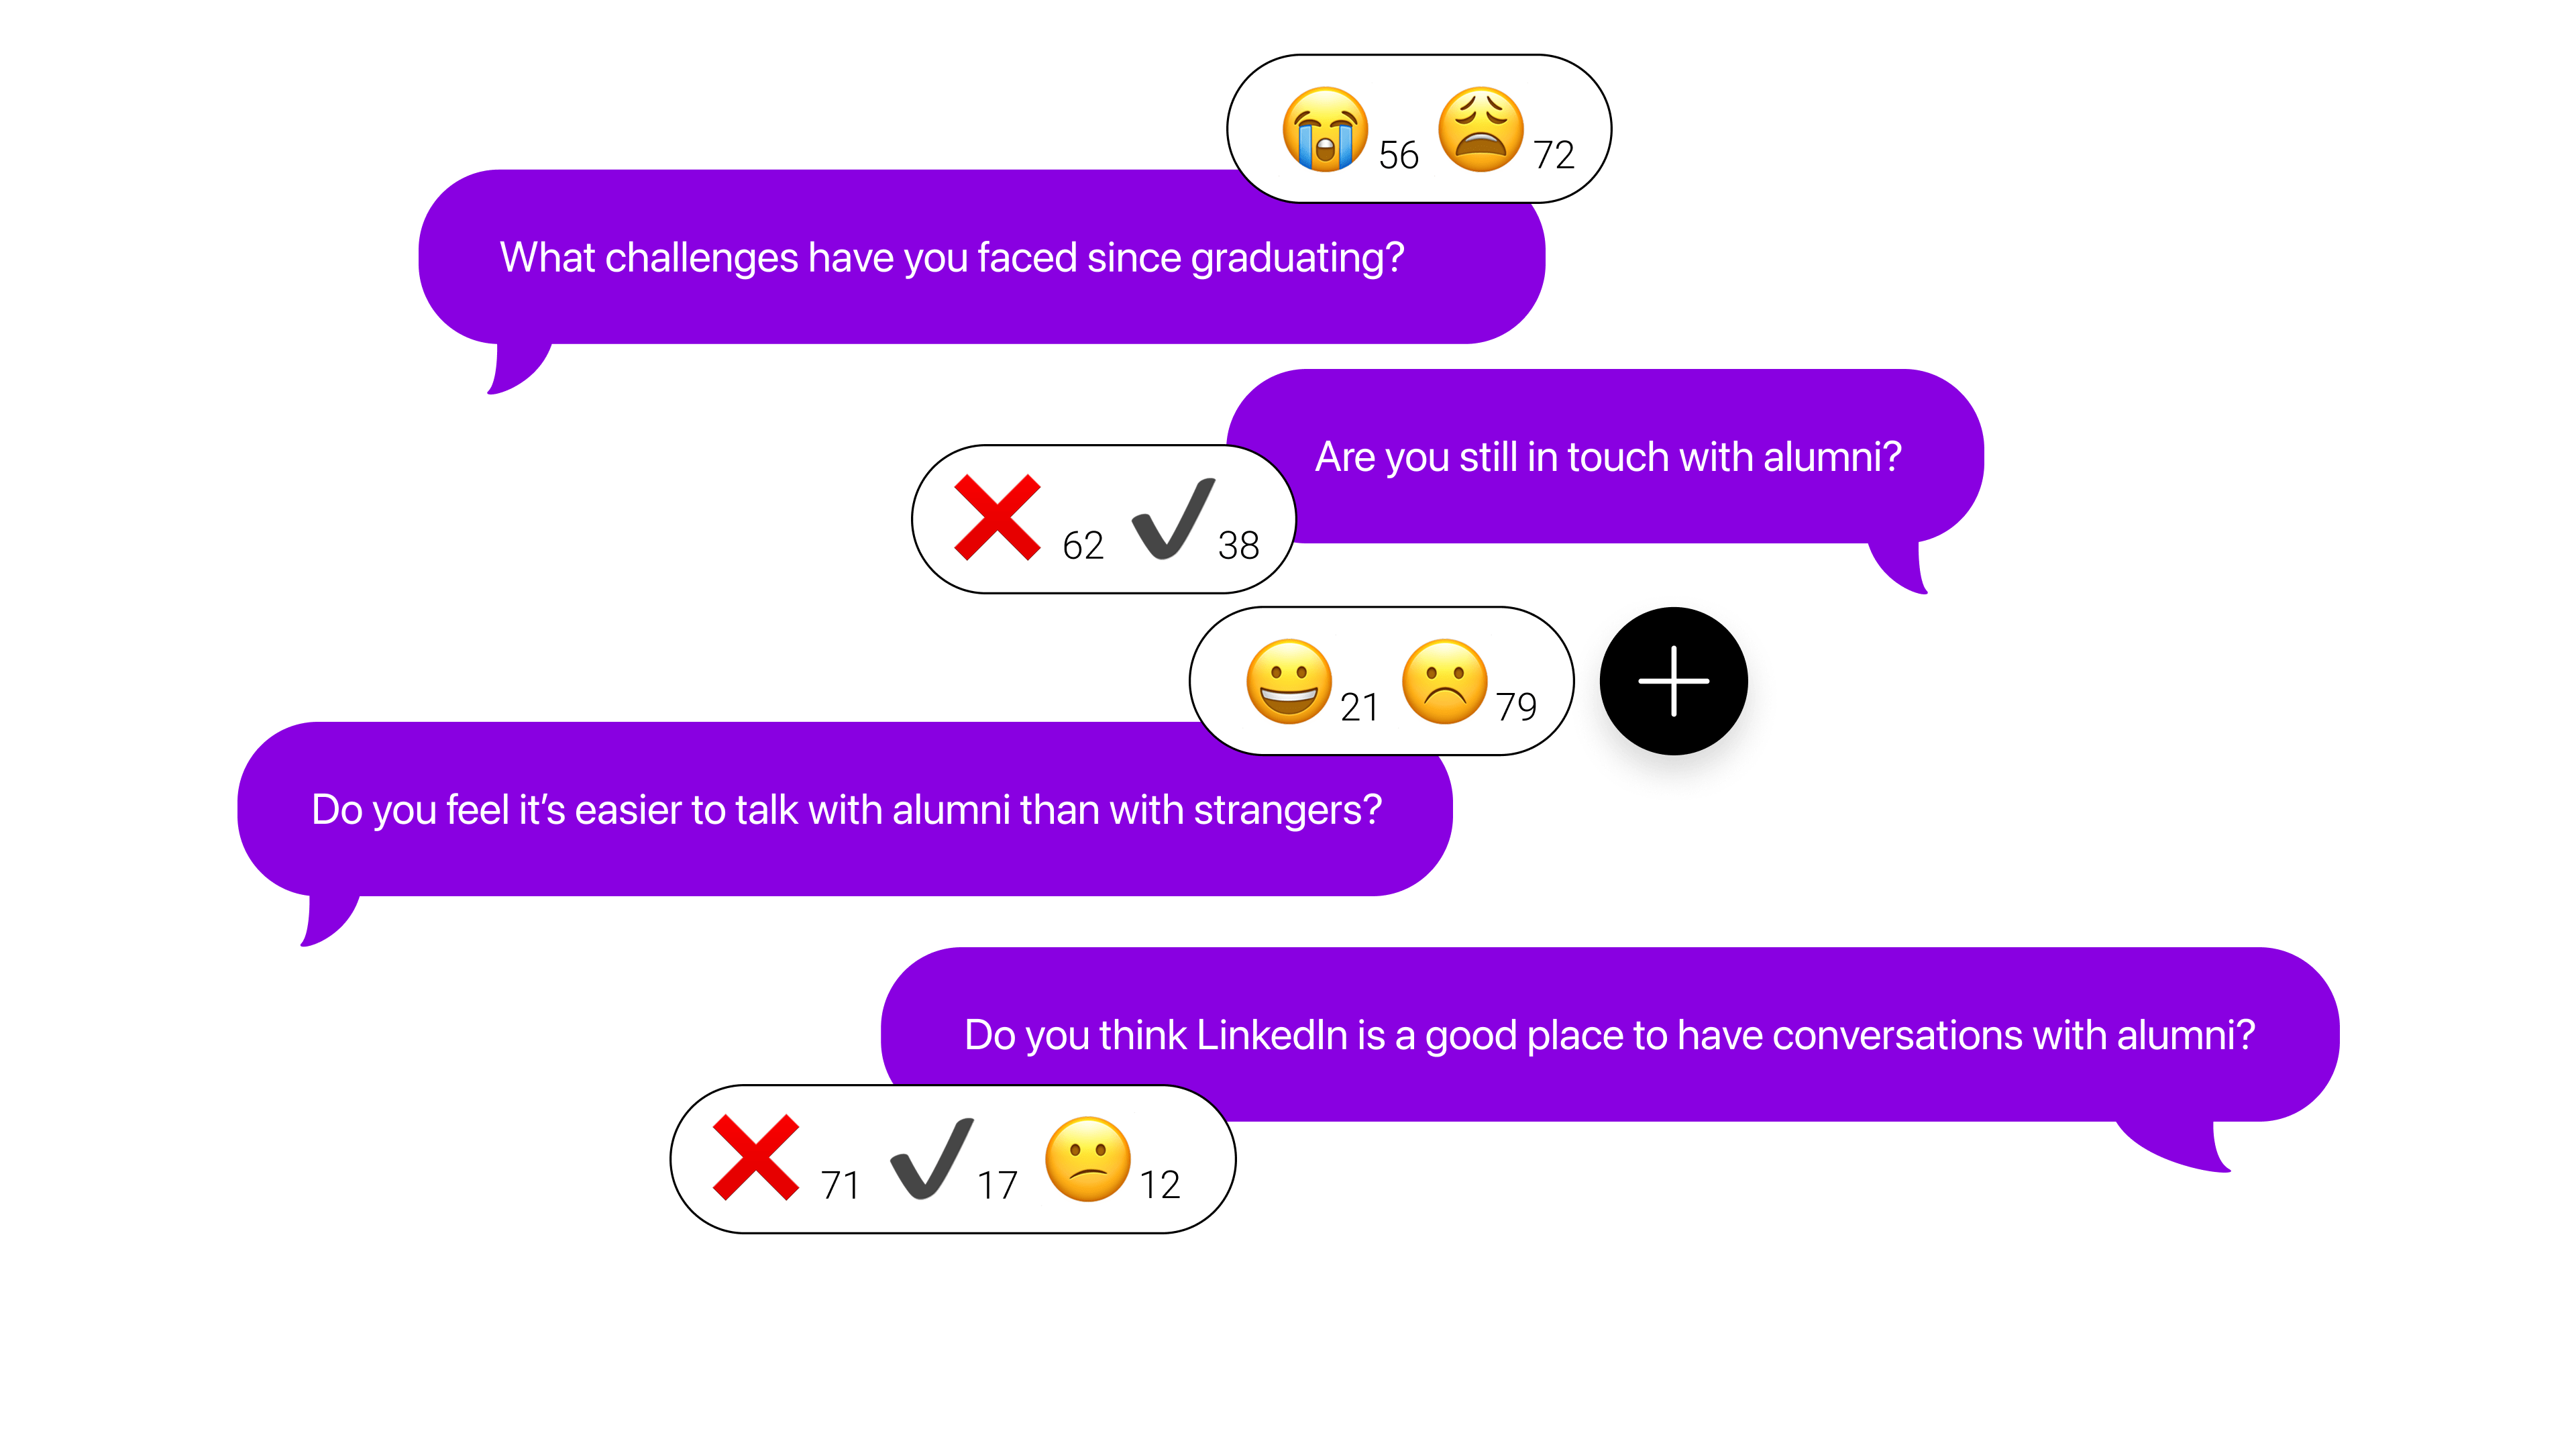 😭 56 😩 72
What challenges have you faced since graduating?
Are you still in touch with alumni?
❌ 62 ✔ 38
😀 21 ☹️ 79
Do you feel it’s easier to talk with alumni than with strangers?
Do you think LinkedIn is a good place to have conversations with alumni?
❌ 71 ✔ 17 😕 12